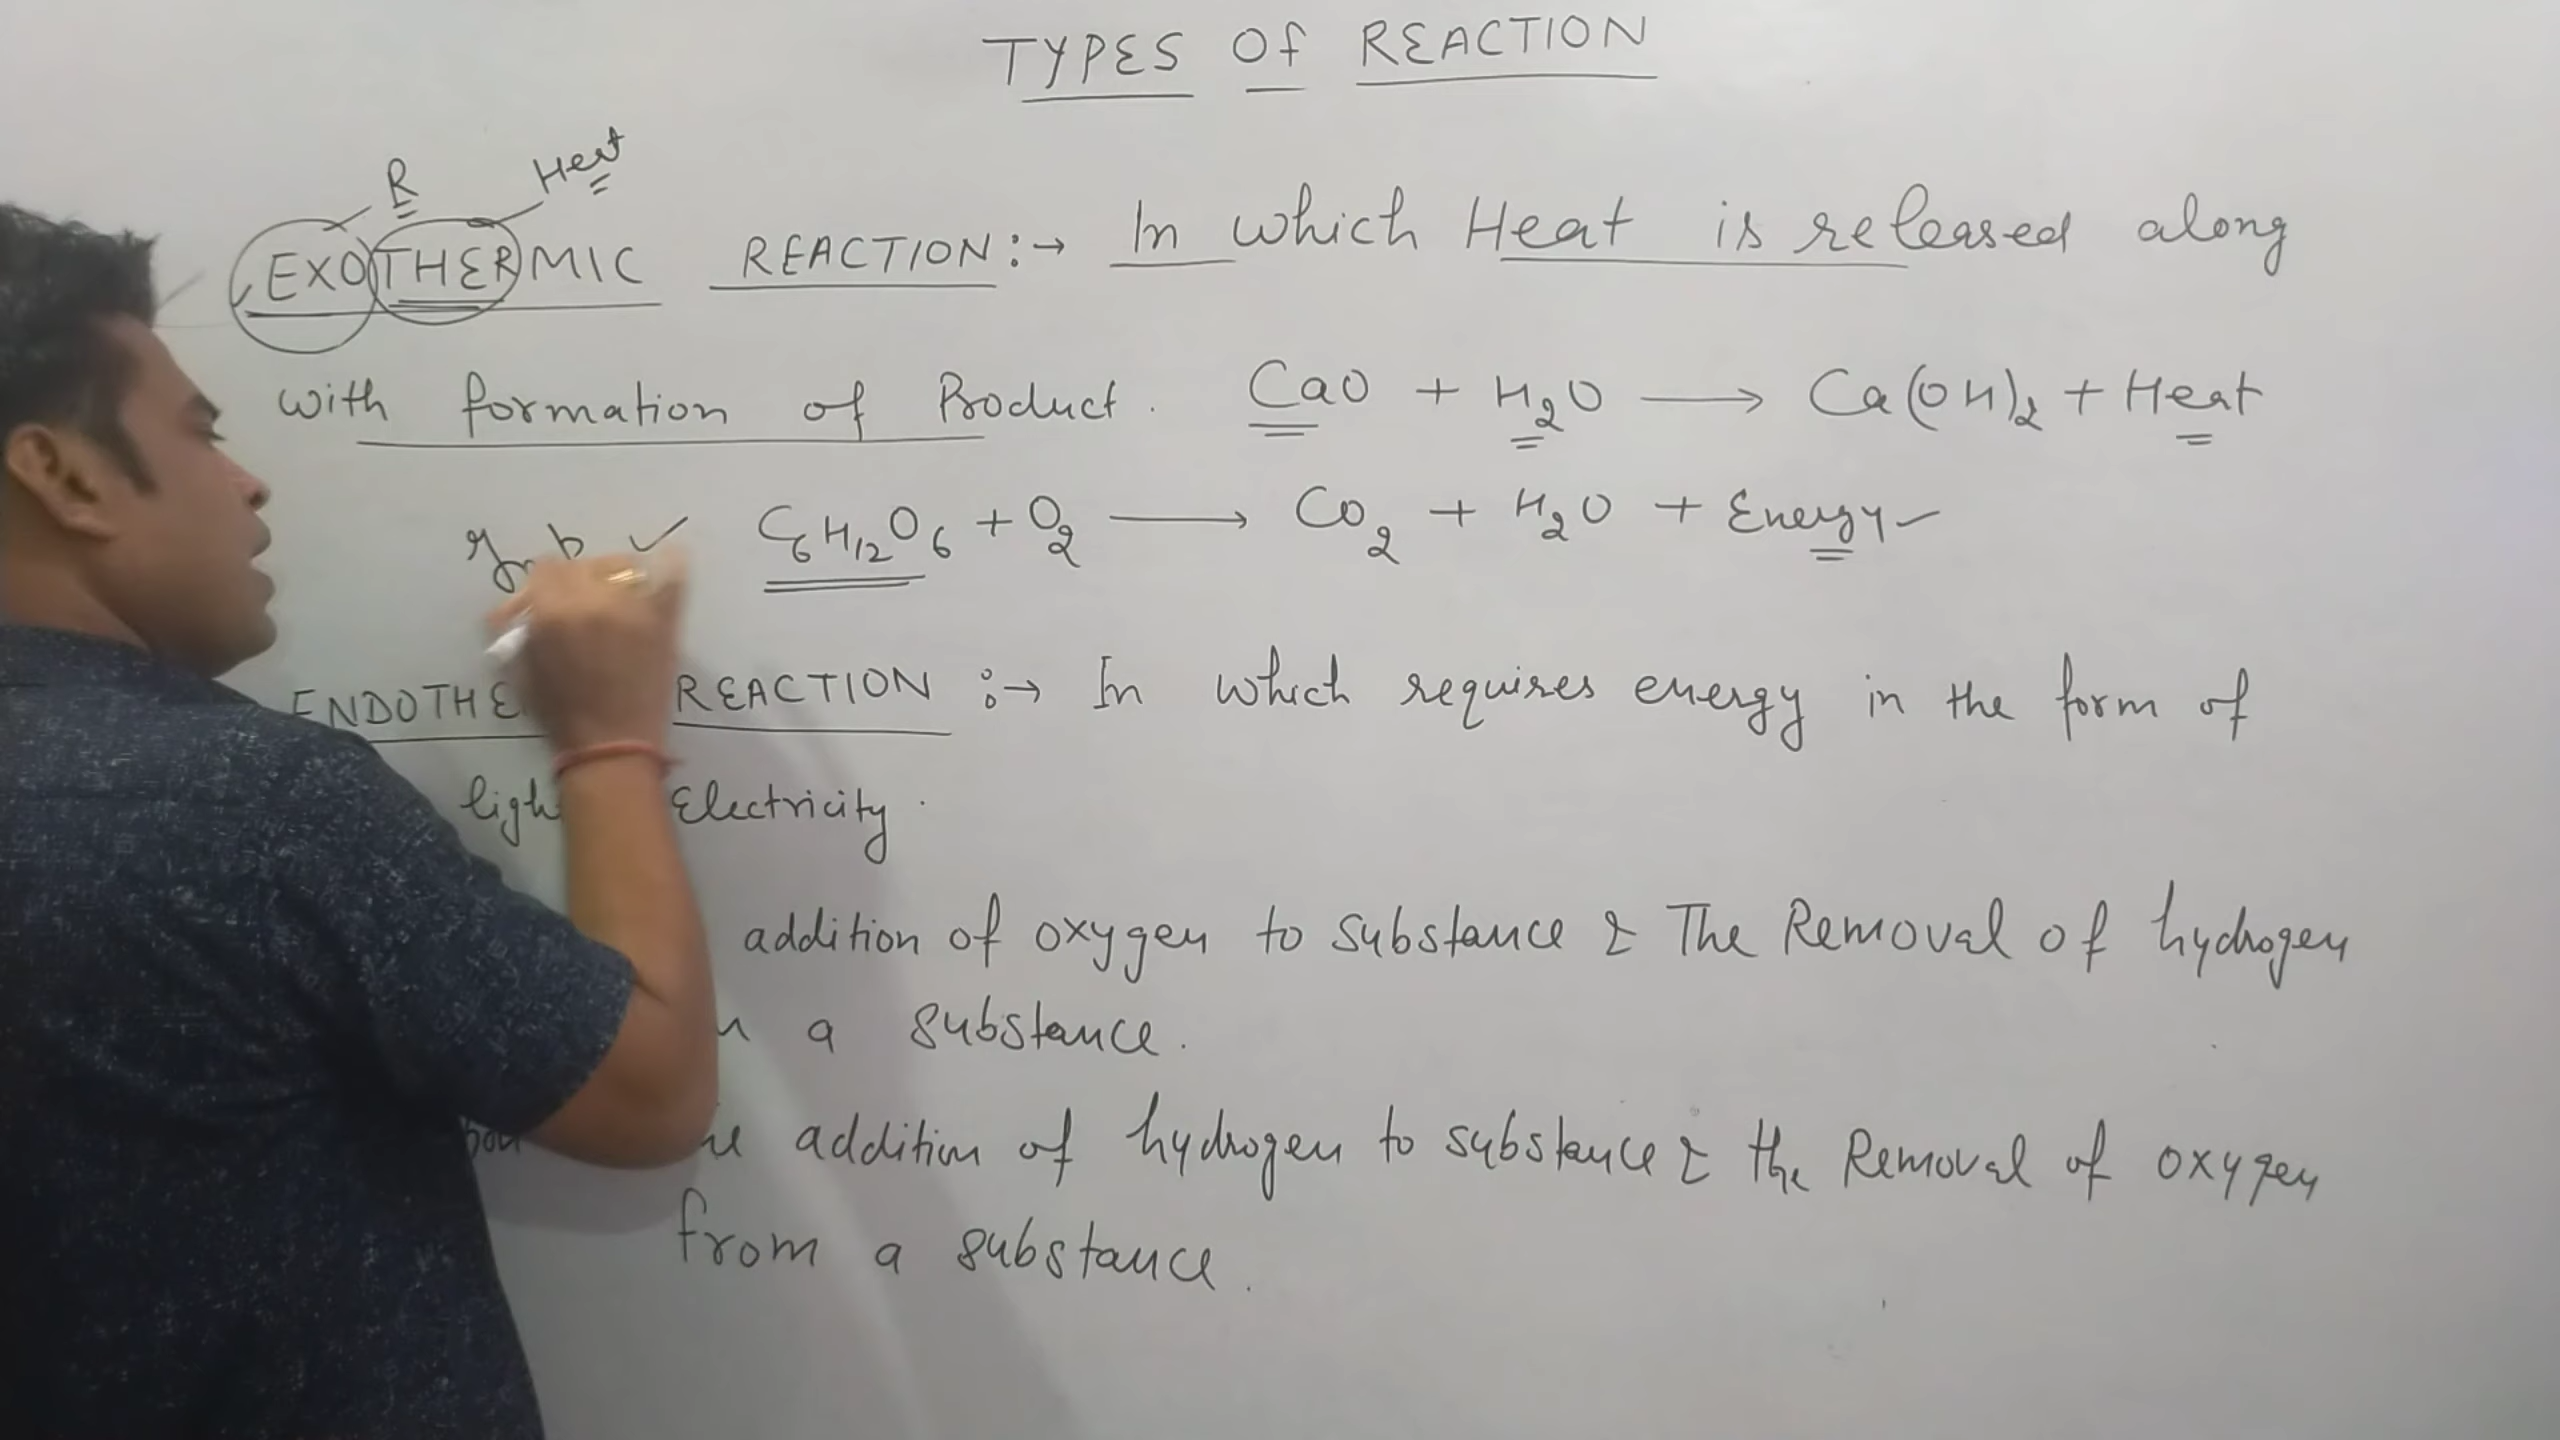 TYPES Of REACTION
R Heat
EXOTHERMIC REACTION :→ In which Heat is released along
with formation of Product. CaO + H₂O ⟶ Ca(OH)₂ + Heat
C₆H₁₂O₆ + O₂ ⟶ CO₂ + H₂O + Energy
REACTION :→ In which requires energy in the form of
Electricity.
addition of oxygen to substance & The Removal of hydrogen
a substance.
addition of hydrogen to substance & the Removal of oxygen
from a substance.